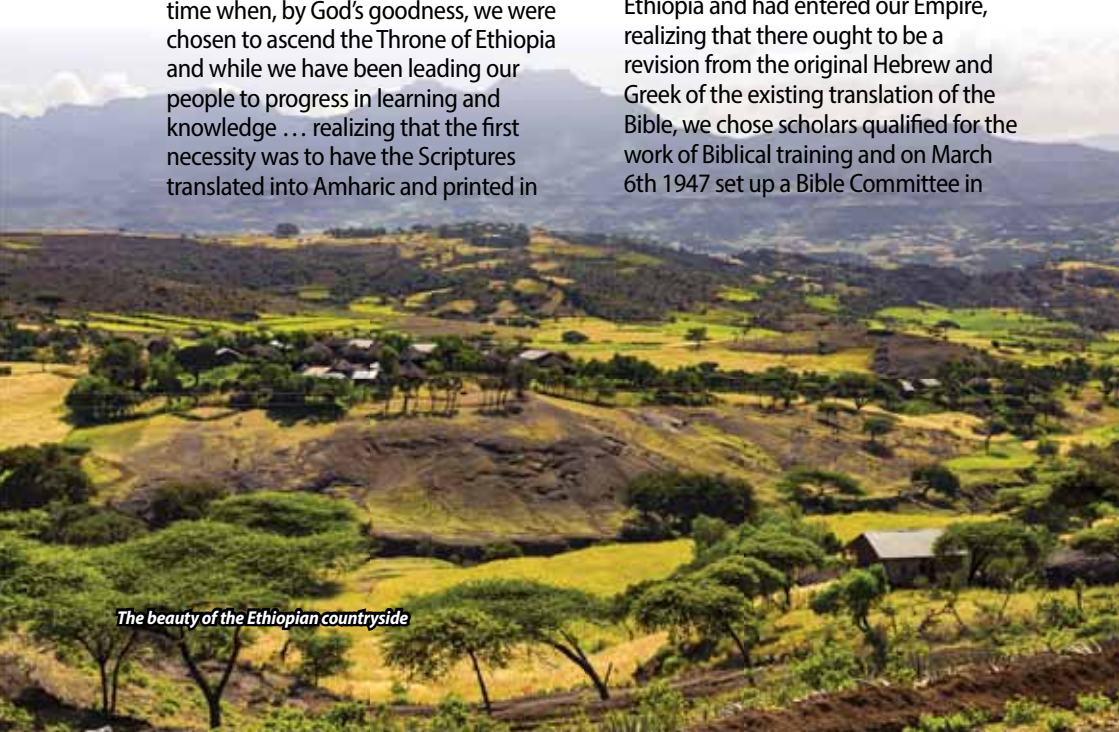 time when, by God’s goodness, we were
chosen to ascend the Throne of Ethiopia
and while we have been leading our
people to progress in learning and
knowledge … realizing that the first
necessity was to have the Scriptures
translated into Amharic and printed in
Ethiopia and had entered our Empire,
realizing that there ought to be a
revision from the original Hebrew and
Greek of the existing translation of the
Bible, we chose scholars qualified for the
work of Biblical training and on March
6th 1947 set up a Bible Committee in
The beauty of the Ethiopian countryside